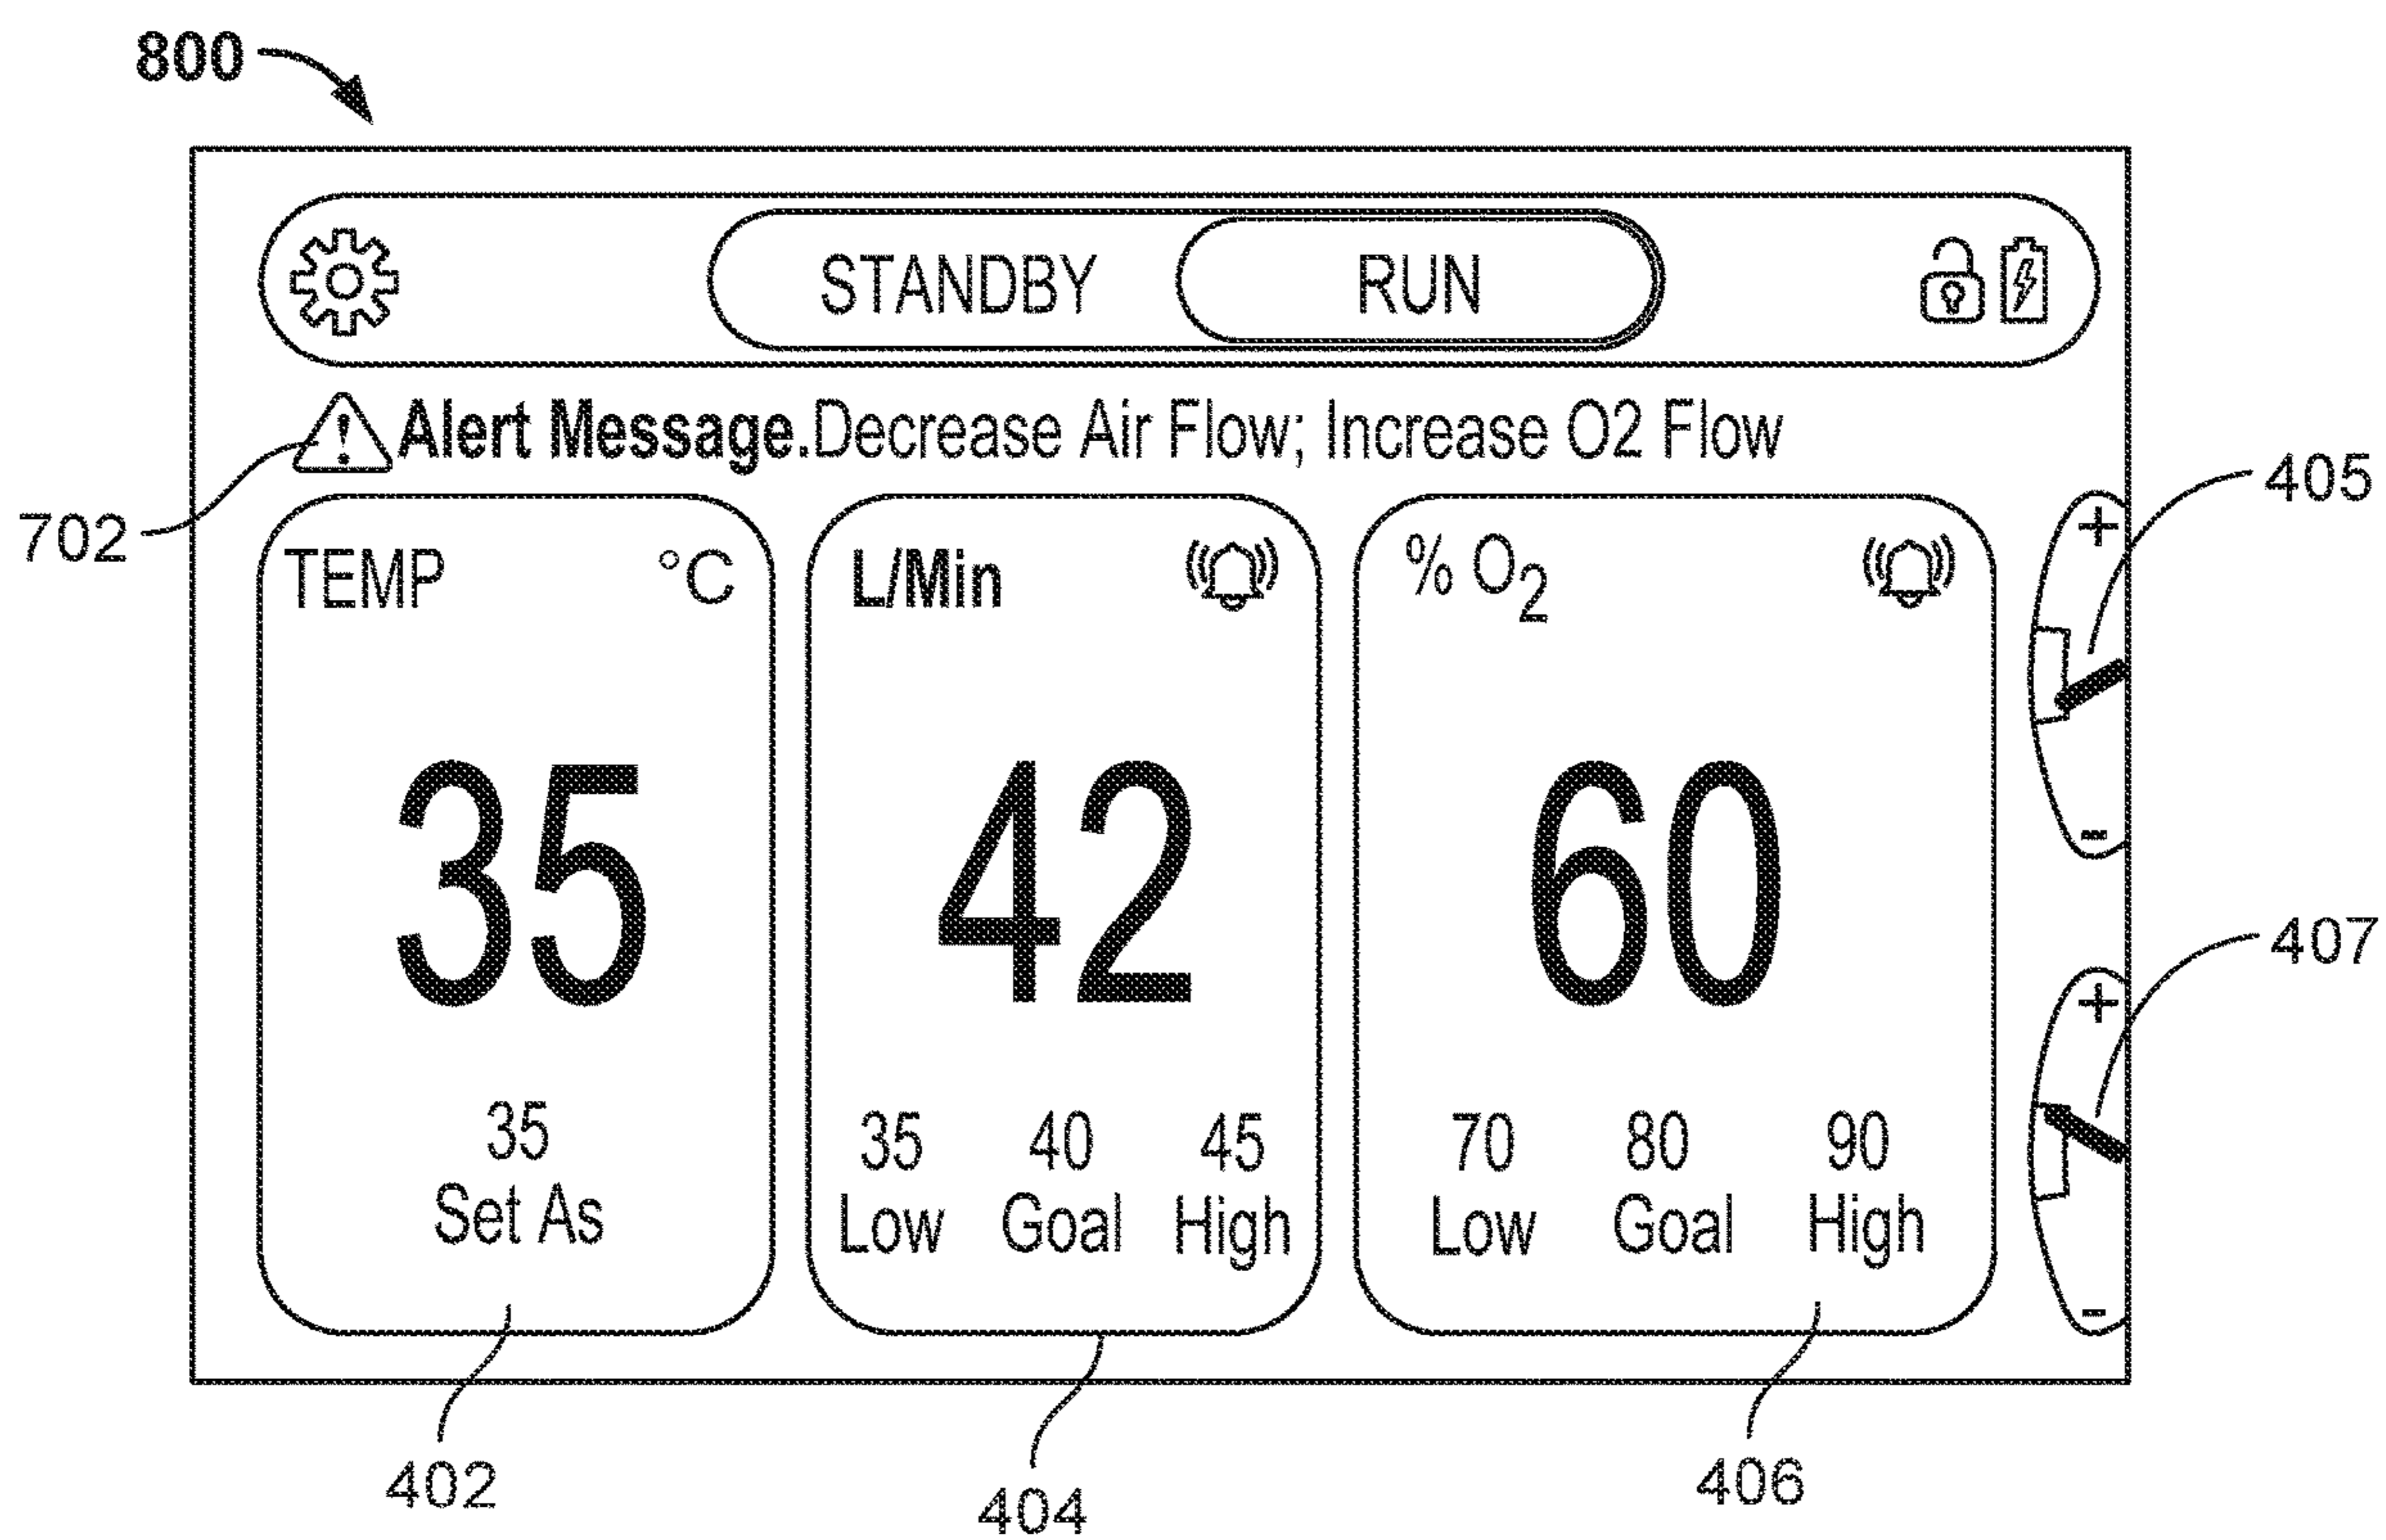 800
STANDBY RUN
Alert Message.Decrease Air Flow; Increase O2 Flow
702
405
TEMP °C
35
35
Set As
L/Min
42
35 40 45
Low Goal High
% O2
60
70 80 90
Low Goal High
+
-
407
+
-
402
404
406